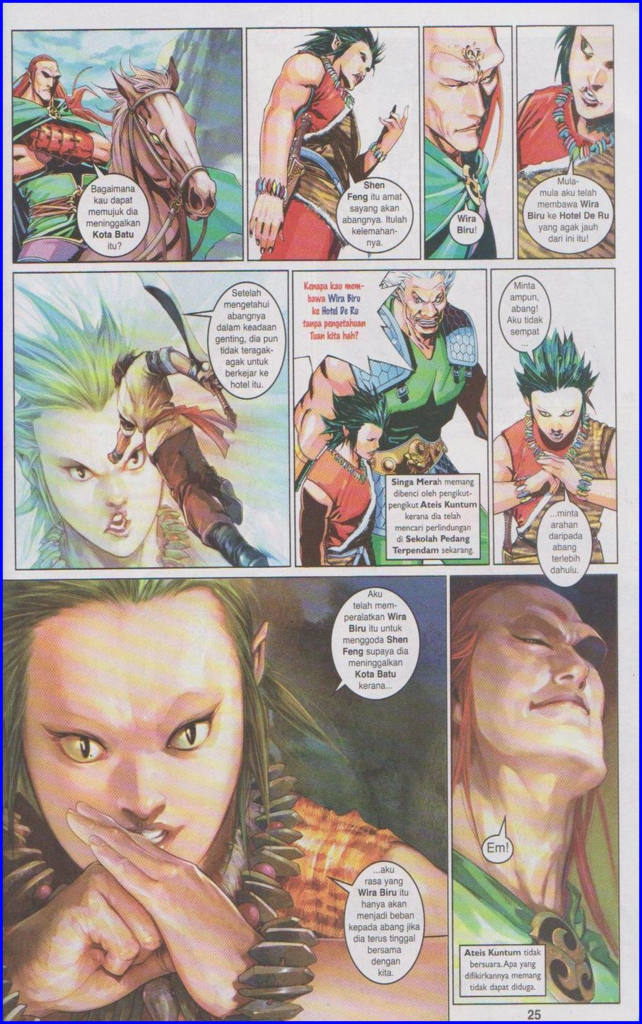 Bagaimana
kau dapat
memujuk dia
meninggalkan
Kota Batu
itu?
Shen
Feng itu amat
sayang akan
abangnya. Itulah
kelemahan-
nya.
Wira
Biru!
Mula-
mula aku telah
membawa Wira
Biru ke Hotel De Ru
yang agak jauh
dari ini itu!
Setelah
mengetahui
abangnya
dalam keadaan
genting, dia pun
tidak teragak-
agak untuk
berkejar ke
hotel itu.
Kenapa kau mem-
bawa Wira Biru
ke Hotel De Ru
tanpa pengetahuan
Tuan kita hah?
Singa Merah memang
dibenci oleh pengikut-
pengikut Ateis Kuntum
kerana dia telah
mencari perlindungan
di Sekolah Pedang
Terpendam sekarang.
Minta
ampun,
abang!
Aku tidak
sempat
...
...minta
arahan
daripada
abang
terlebih
dahulu.
Aku
telah mem-
peralatkan Wira
Biru itu untuk
menggoda Shen
Feng supaya dia
meninggalkan
Kota Batu
kerana...
...aku
rasa yang
Wira Biru itu
hanya akan
menjadi beban
kepada abang jika
dia terus tinggal
bersama
dengan
kita.
Em!
Ateis Kuntum tidak
bersuara. Apa yang
difikirkannya memang
tidak dapat diduga.
25